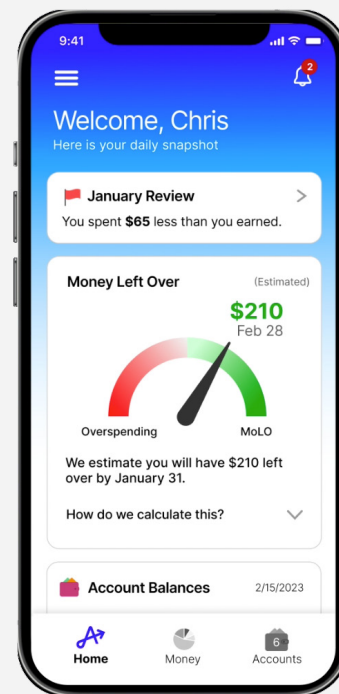 9:41
2
Welcome, Chris
Here is your daily snapshot
January Review
You spent $65 less than you earned.
Money Left Over
(Estimated)
$210
Feb 28
Overspending
MoLO
We estimate you will have $210 left
over by January 31.
How do we calculate this?
Account Balances
2/15/2023
6
Home
Money
Accounts